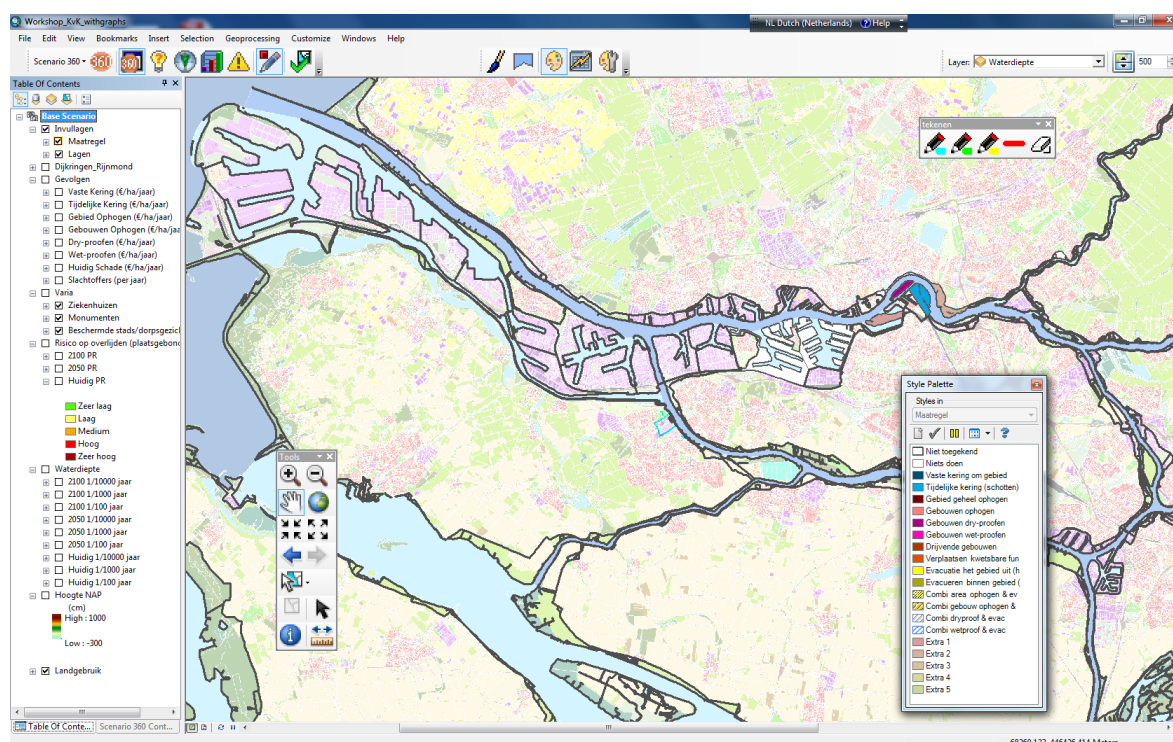 Workshop_KvK_withgraphs
NL Dutch (Netherlands) Help
File Edit View Bookmarks Insert Selection Geoprocessing Customize Windows Help
Scenario 360
360
360
Layer: Waterdiepte 500
Table Of Contents
Base Scenario
Invullagen
Maatregel
Lagen
Dijkringen_Rijnmond
Gevolgen
Vaste Kering (€/ha/jaar)
Tijdelijke Kering (€/ha/jaar)
Gebied Ophogen (€/ha/jaar)
Gebouwen Ophogen (€/ha/jaa
Dry-proofen (€/ha/jaar)
Wet-proofen (€/ha/jaar)
Huidig Schade (€/ha/jaar)
Slachtoffers (per jaar)
Varia
Ziekenhuizen
Monumenten
Beschermde stads/dorpsgezicl
Risico op overlijden (plaatsgebond
2100 PR
2050 PR
Huidig PR
Zeer laag
Laag
Medium
Hoog
Zeer hoog
Waterdiepte
2100 1/10000 jaar
2100 1/1000 jaar
2100 1/100 jaar
2050 1/10000 jaar
2050 1/1000 jaar
2050 1/100 jaar
Huidig 1/10000 jaar
Huidig 1/1000 jaar
Huidig 1/100 jaar
Hoogte NAP
(cm)
High : 1000
Low : -300
Landgebruik
Table Of Conte... Scenario 360 Cont...
tekenen
Tools
Style Palette
Styles in
Maatregel
Niet toegekend
Niets doen
Vaste kering om gebied
Tijdelijke kering (schotten)
Gebied geheel ophogen
Gebouwen ophogen
Gebouwen dry-proofen
Gebouwen wet-proofen
Drijvende gebouwen
Verplaatsen kwetsbare fun
Evacuatie het gebied uit (h
Evacueren binnen gebied (
Combi area ophogen & ev
Combi gebouw ophogen &
Combi dryproof & evac
Combi wetproof & evac
Extra 1
Extra 2
Extra 3
Extra 4
Extra 5